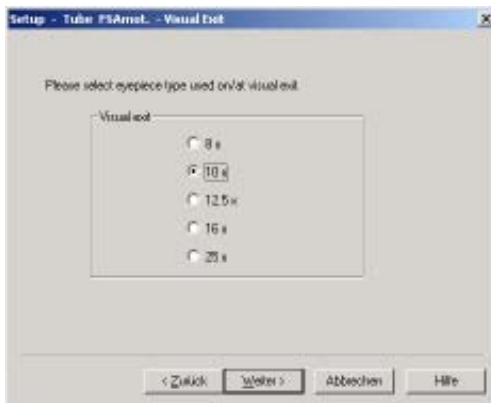 Setup - Tube FSAmot. - Visual Exit
Please select eyepiece type used on/at visual exit
Visual exit
8 x
10 x
12.5 x
16 x
25 x
< Zurück
Weiter >
Abbrechen
Hilfe